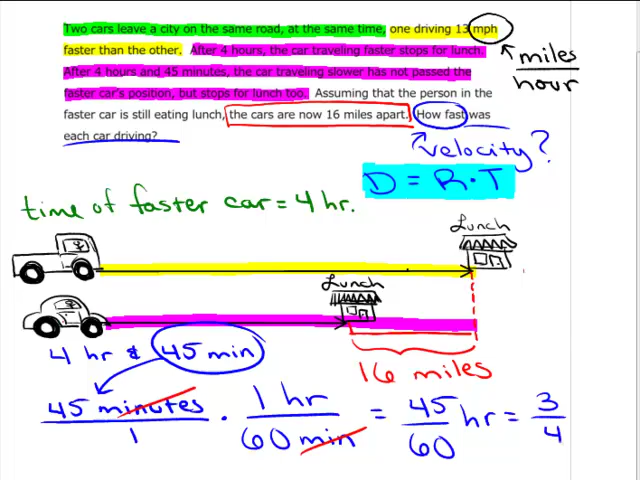 Two cars leave a city on the same road, at the same time, one driving 13 mph
faster than the other. After 4 hours, the car traveling faster stops for lunch.
After 4 hours and 45 minutes, the car traveling slower has not passed the
faster car's position, but stops for lunch too. Assuming that the person in the
faster car is still eating lunch, the cars are now 16 miles apart. How fast was
each car driving?
miles
hour
velocity?
D = R·T
time of faster car = 4 hr.
Lunch
Lunch
4 hr & 45 min
16 miles
45 minutes / 1 · 1 hr / 60 min = 45 / 60 hr = 3 / 4